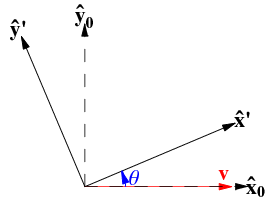 ŷ₀
ŷ'
x̂'
v
θ
x̂₀